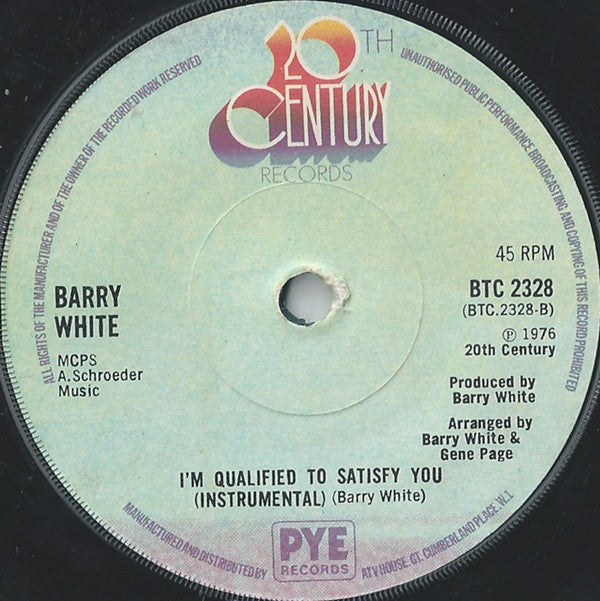 20TH
CENTURY
RECORDS
ALL RIGHTS OF THE MANUFACTURER AND OF THE OWNER OF THE RECORDED WORK RESERVED
UNAUTHORISED PUBLIC PERFORMANCE BROADCASTING AND COPYING OF THIS RECORD PROHIBITED
45 RPM
BARRY
WHITE
BTC 2328
(BTC.2328-B)
℗ 1976
20th Century
MCPS
A.Schroeder
Music
Produced by
Barry White
Arranged by
Barry White &
Gene Page
I'M QUALIFIED TO SATISFY YOU
(INSTRUMENTAL) (Barry White)
MANUFACTURED AND DISTRIBUTED BY
PYE
RECORDS
ATV HOUSE, GT. CUMBERLAND PLACE, W.1